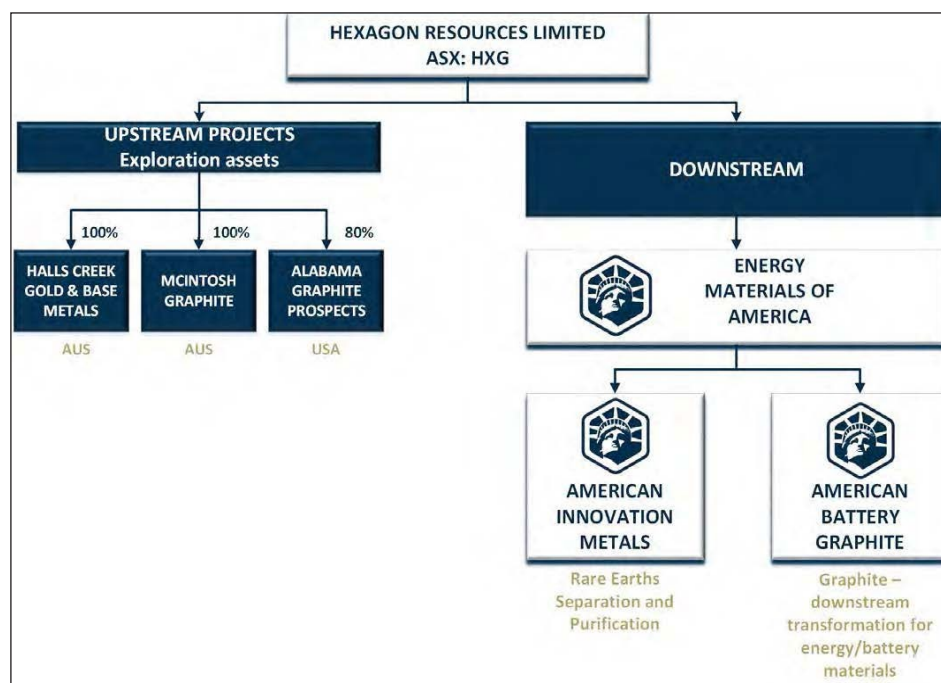 HEXAGON RESOURCES LIMITED
ASX: HXG
UPSTREAM PROJECTS
Exploration assets
DOWNSTREAM
100%
100%
80%
HALLS CREEK
GOLD & BASE
METALS
MCINTOSH
GRAPHITE
ALABAMA
GRAPHITE
PROSPECTS
AUS
AUS
USA
ENERGY
MATERIALS OF
AMERICA
AMERICAN
INNOVATION
METALS
AMERICAN
BATTERY
GRAPHITE
Rare Earths
Separation and
Purification
Graphite –
downstream
transformation for
energy/battery
materials